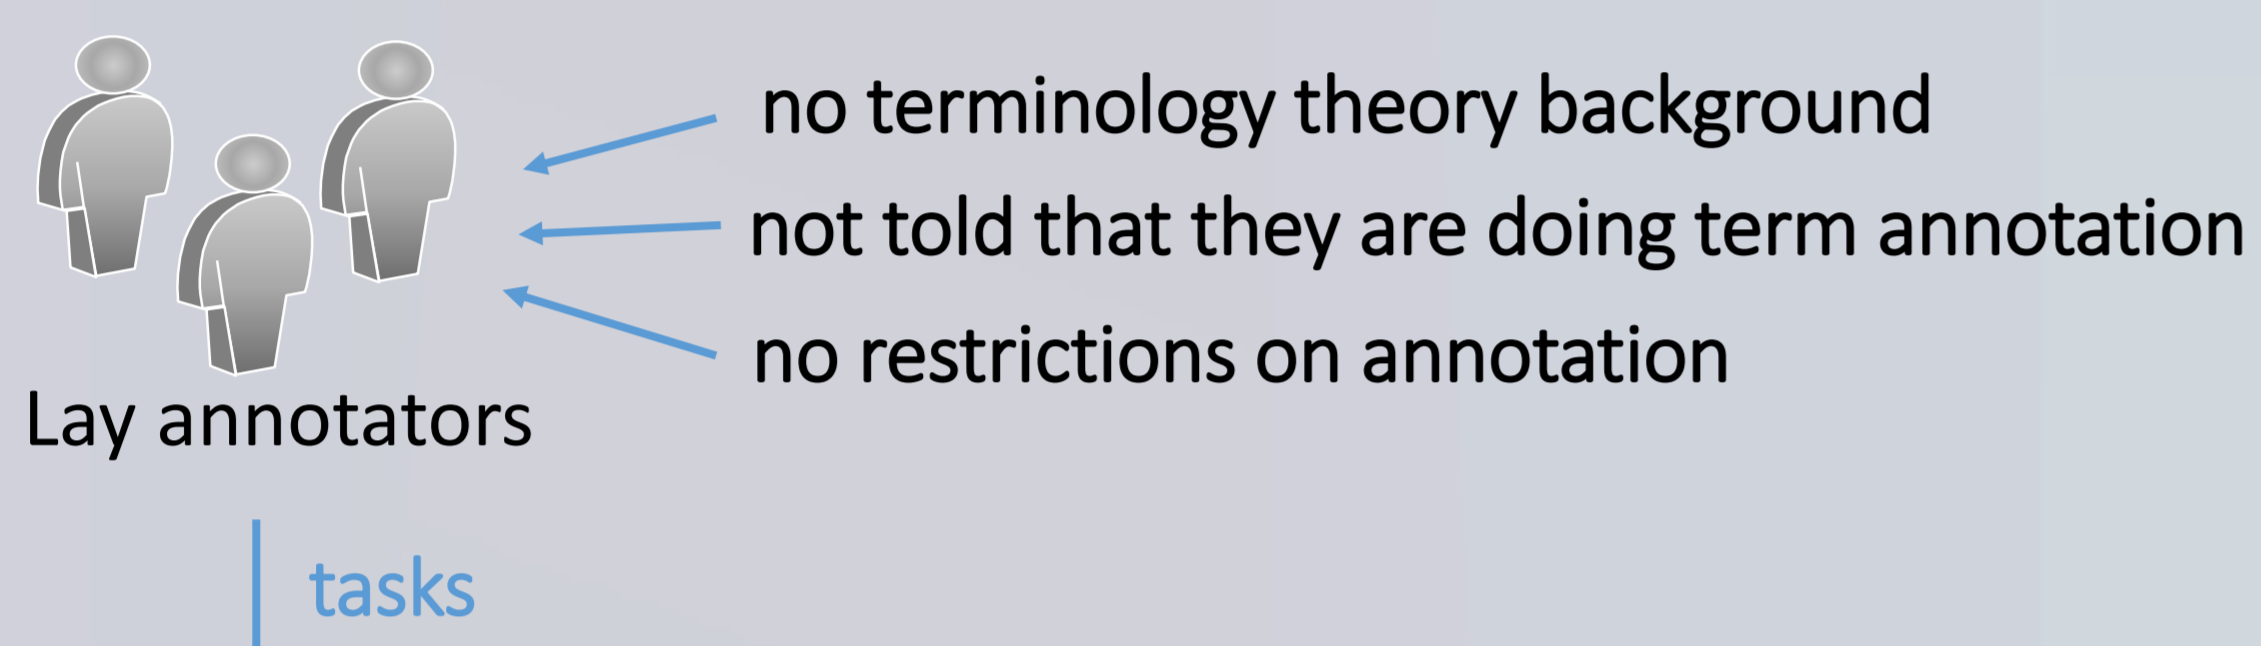 no terminology theory background
not told that they are doing term annotation
no restrictions on annotation
Lay annotators
tasks